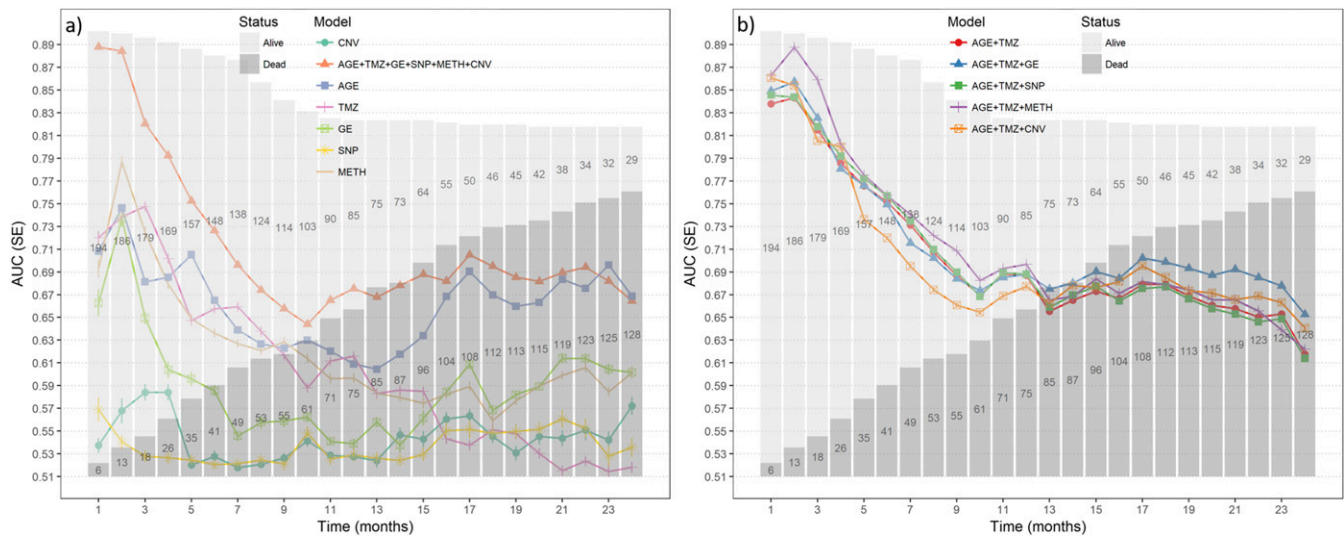 a)
Status
Alive
Dead
Model
CNV
AGE+TMZ+GE+SNP+METH+CNV
AGE
TMZ
GE
SNP
METH
AUC (SE)
0.89
0.87
0.85
0.83
0.81
0.79
0.77
0.75
0.73
0.71
0.69
0.67
0.65
0.63
0.61
0.59
0.57
0.55
0.53
0.51
194 186 179 169 157 148 138 124 114 103 90 85 75 73 64 55 50 46 45 42 38 34 32 29
6 13 18 26 35 41 49 53 55 61 71 75 85 87 96 104 108 112 113 115 119 123 125 128
1 3 5 7 9 11 13 15 17 19 21 23
Time (months)
b)
Model
AGE+TMZ
AGE+TMZ+GE
AGE+TMZ+SNP
AGE+TMZ+METH
AGE+TMZ+CNV
Status
Alive
Dead
AUC (SE)
0.89
0.87
0.85
0.83
0.81
0.79
0.77
0.75
0.73
0.71
0.69
0.67
0.65
0.63
0.61
0.59
0.57
0.55
0.53
0.51
194 186 179 169 157 148 138 124 114 103 90 85 75 73 64 55 50 46 45 42 38 34 32 29
6 13 18 26 35 41 49 53 55 61 71 75 85 87 96 104 108 112 113 115 119 123 125 128
1 3 5 7 9 11 13 15 17 19 21 23
Time (months)